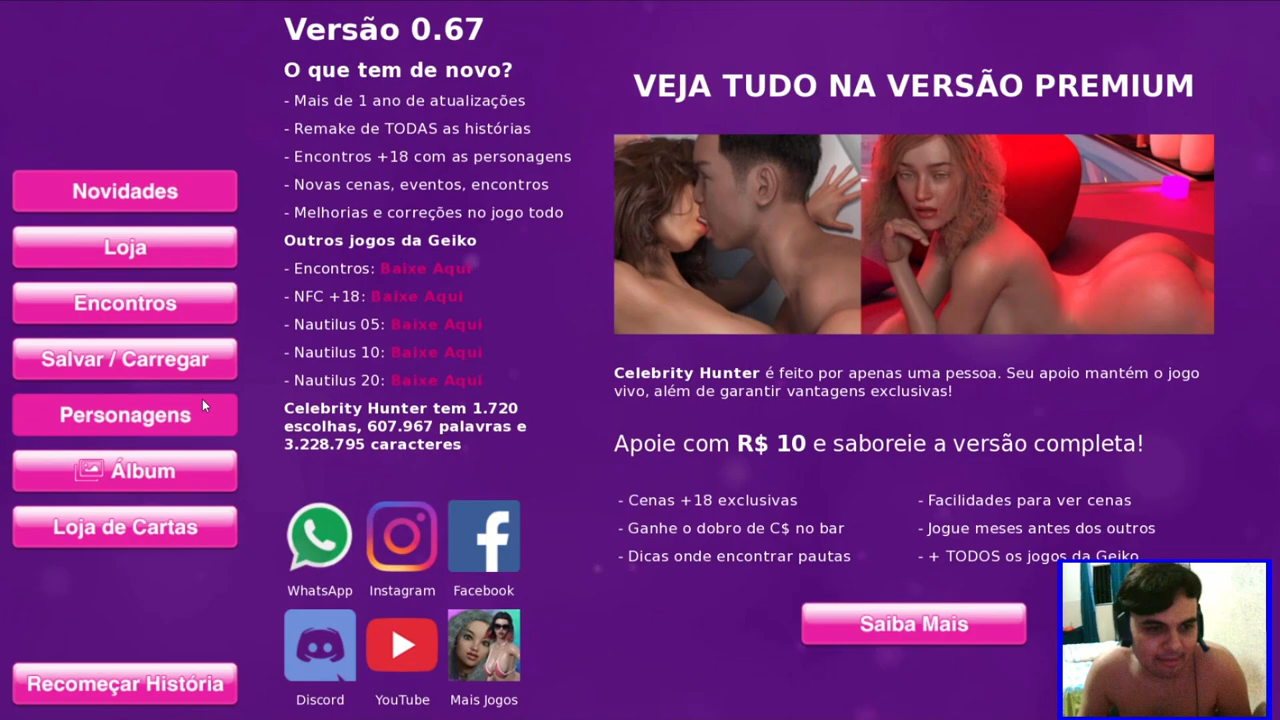 Versão 0.67
O que tem de novo?
- Mais de 1 ano de atualizações
- Remake de TODAS as histórias
- Encontros +18 com as personagens
- Novas cenas, eventos, encontros
- Melhorias e correções no jogo todo
Outros jogos da Geiko
- Encontros: Baixe Aqui
- NFC +18: Baixe Aqui
- Nautilus 05: Baixe Aqui
- Nautilus 10: Baixe Aqui
- Nautilus 20: Baixe Aqui
Celebrity Hunter tem 1.720
escolhas, 607.967 palavras e
3.228.795 caracteres
WhatsApp
Instagram
Facebook
Discord
YouTube
Mais Jogos
Novidades
Loja
Encontros
Salvar / Carregar
Personagens
Álbum
Loja de Cartas
Recomeçar História
VEJA TUDO NA VERSÃO PREMIUM
Celebrity Hunter é feito por apenas uma pessoa. Seu apoio mantém o jogo
vivo, além de garantir vantagens exclusivas!
Apoie com R$ 10 e saboreie a versão completa!
- Cenas +18 exclusivas
- Ganhe o dobro de C$ no bar
- Dicas onde encontrar pautas
- Facilidades para ver cenas
- Jogue meses antes dos outros
- + TODOS os jogos da Geiko
Saiba Mais